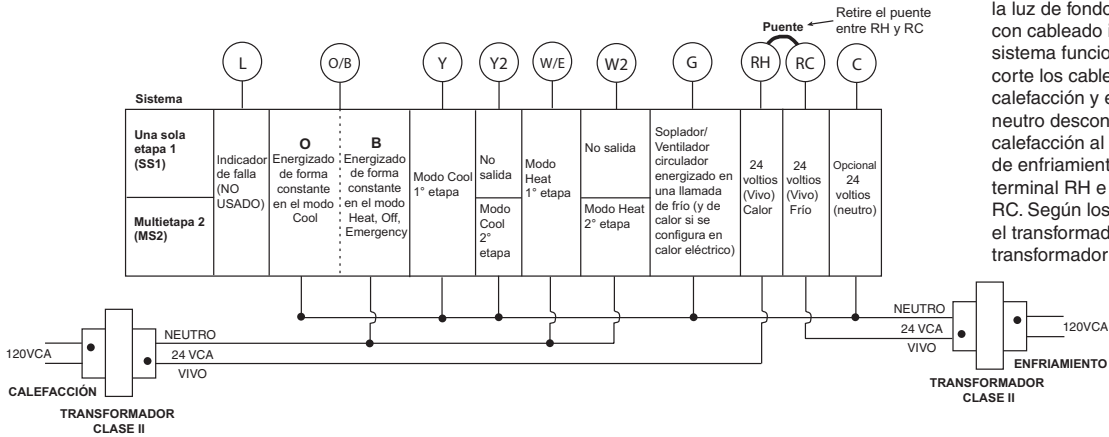 Retire el puente
entre RH y RC
Puente
L
O/B
Y
Y2
W/E
W2
G
RH
RC
C
Sistema
Una sola
etapa 1
(SS1)
Multietapa 2
(MS2)
Indicador
de falla
(NO
USADO)
O
Energizado
de forma
constante
en el modo
Cool
B
Energizado
de forma
constante
en el modo
Heat, Off,
Emergency
Modo Cool
1° etapa
No
salida
Modo
Cool
2°
etapa
Modo
Heat
1° etapa
No salida
Modo Heat
2° etapa
Soplador/
Ventilador
circulador
energizado en
una llamada
de frío (y de
calor si se
configura en
calor eléctrico)
24
voltios
(Vivo)
Calor
24
voltios
(Vivo)
Frío
Opcional
24
voltios
(neutro)
120VCA
NEUTRO
24 VCA
VIVO
CALEFACCIÓN
TRANSFORMADOR
CLASE II
NEUTRO
24 VCA
VIVO
120VCA
ENFRIAMIENTO
TRANSFORMADOR
CLASE II
la luz de fondo
con cableado
sistema funcio
corte los cable
calefacción y e
neutro descon
calefacción al
de enfriamient
terminal RH e
RC. Según los
el transformad
transformador